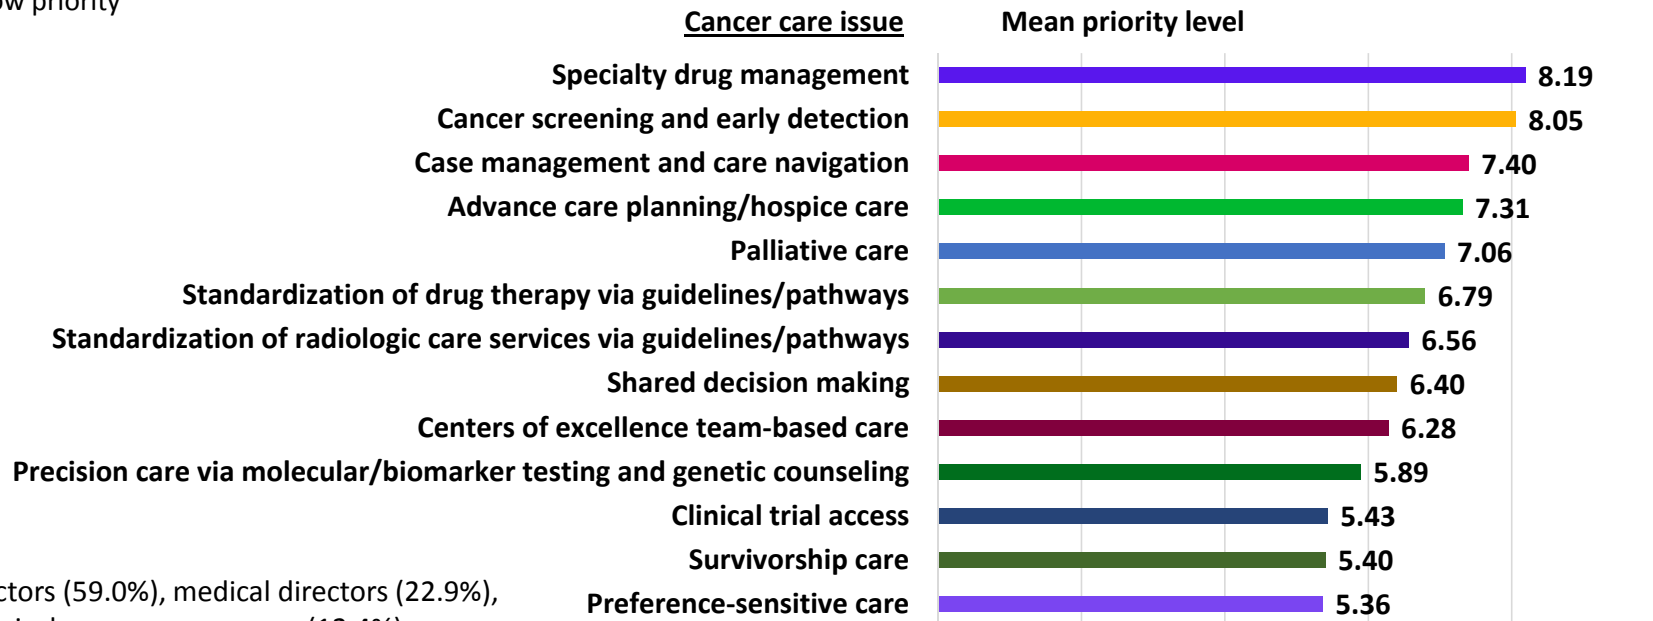 priority
Cancer care issue Mean priority level
Specialty drug management 8.19
Cancer screening and early detection 8.05
Case management and care navigation 7.40
Advance care planning/hospice care 7.31
Palliative care 7.06
Standardization of drug therapy via guidelines/pathways 6.79
Standardization of radiologic care services via guidelines/pathways 6.56
Shared decision making 6.40
Centers of excellence team-based care 6.28
Precision care via molecular/biomarker testing and genetic counseling 5.89
Clinical trial access 5.43
Survivorship care 5.40
ctors (59.0%), medical directors (22.9%),
Preference-sensitive care 5.36